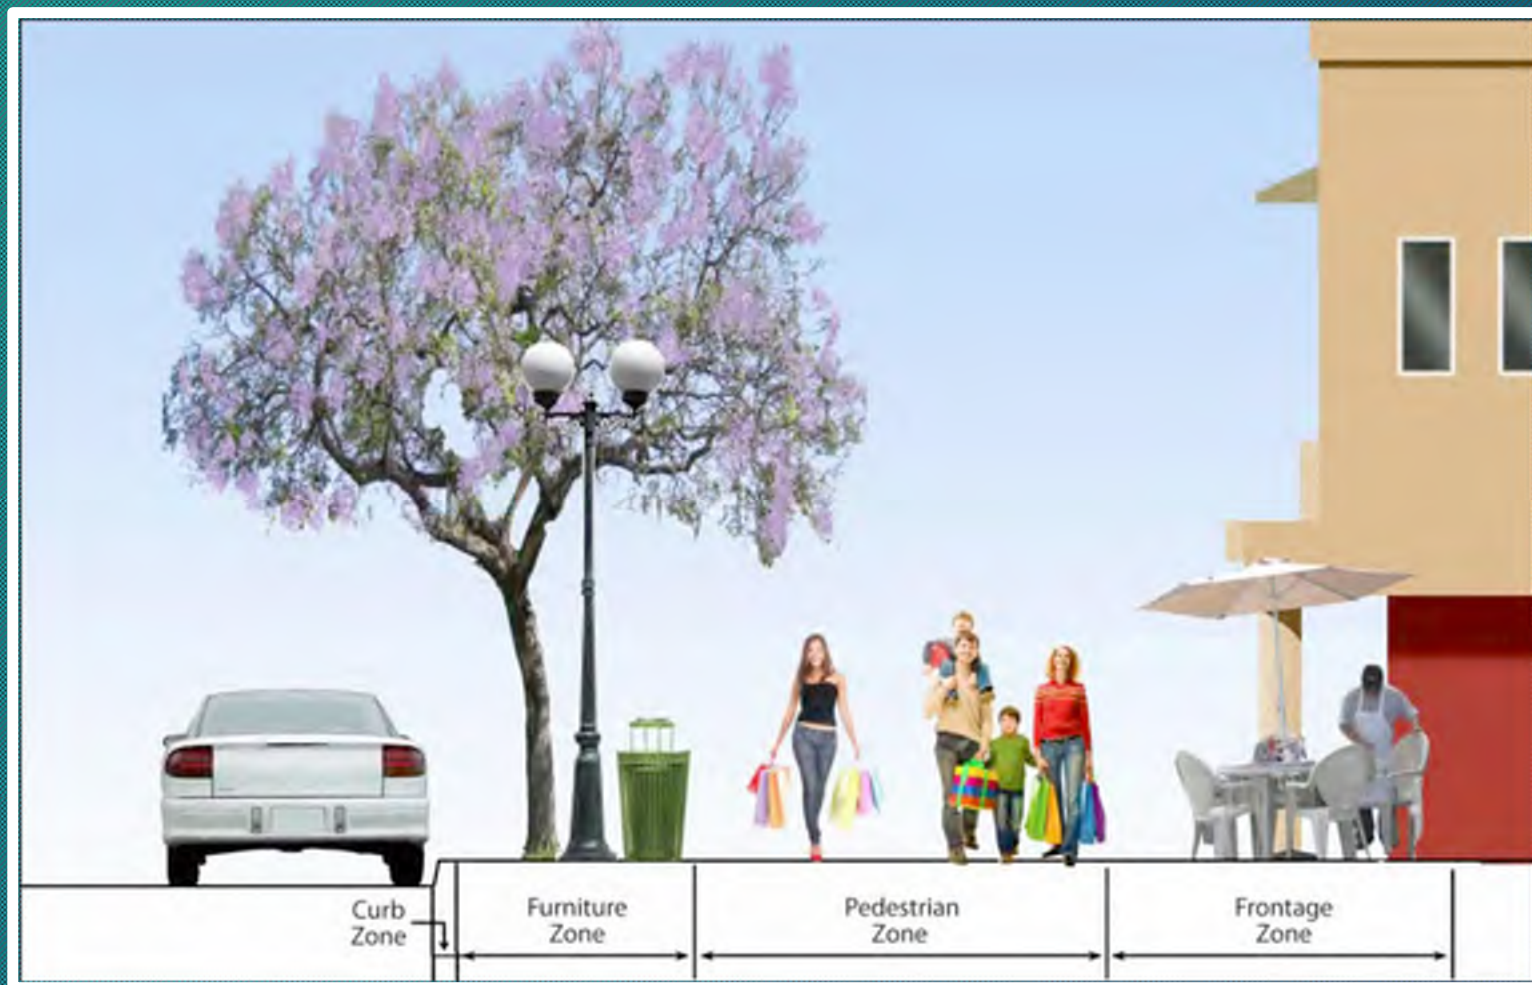 Curb
Zone
Furniture
Zone
Pedestrian
Zone
Frontage
Zone